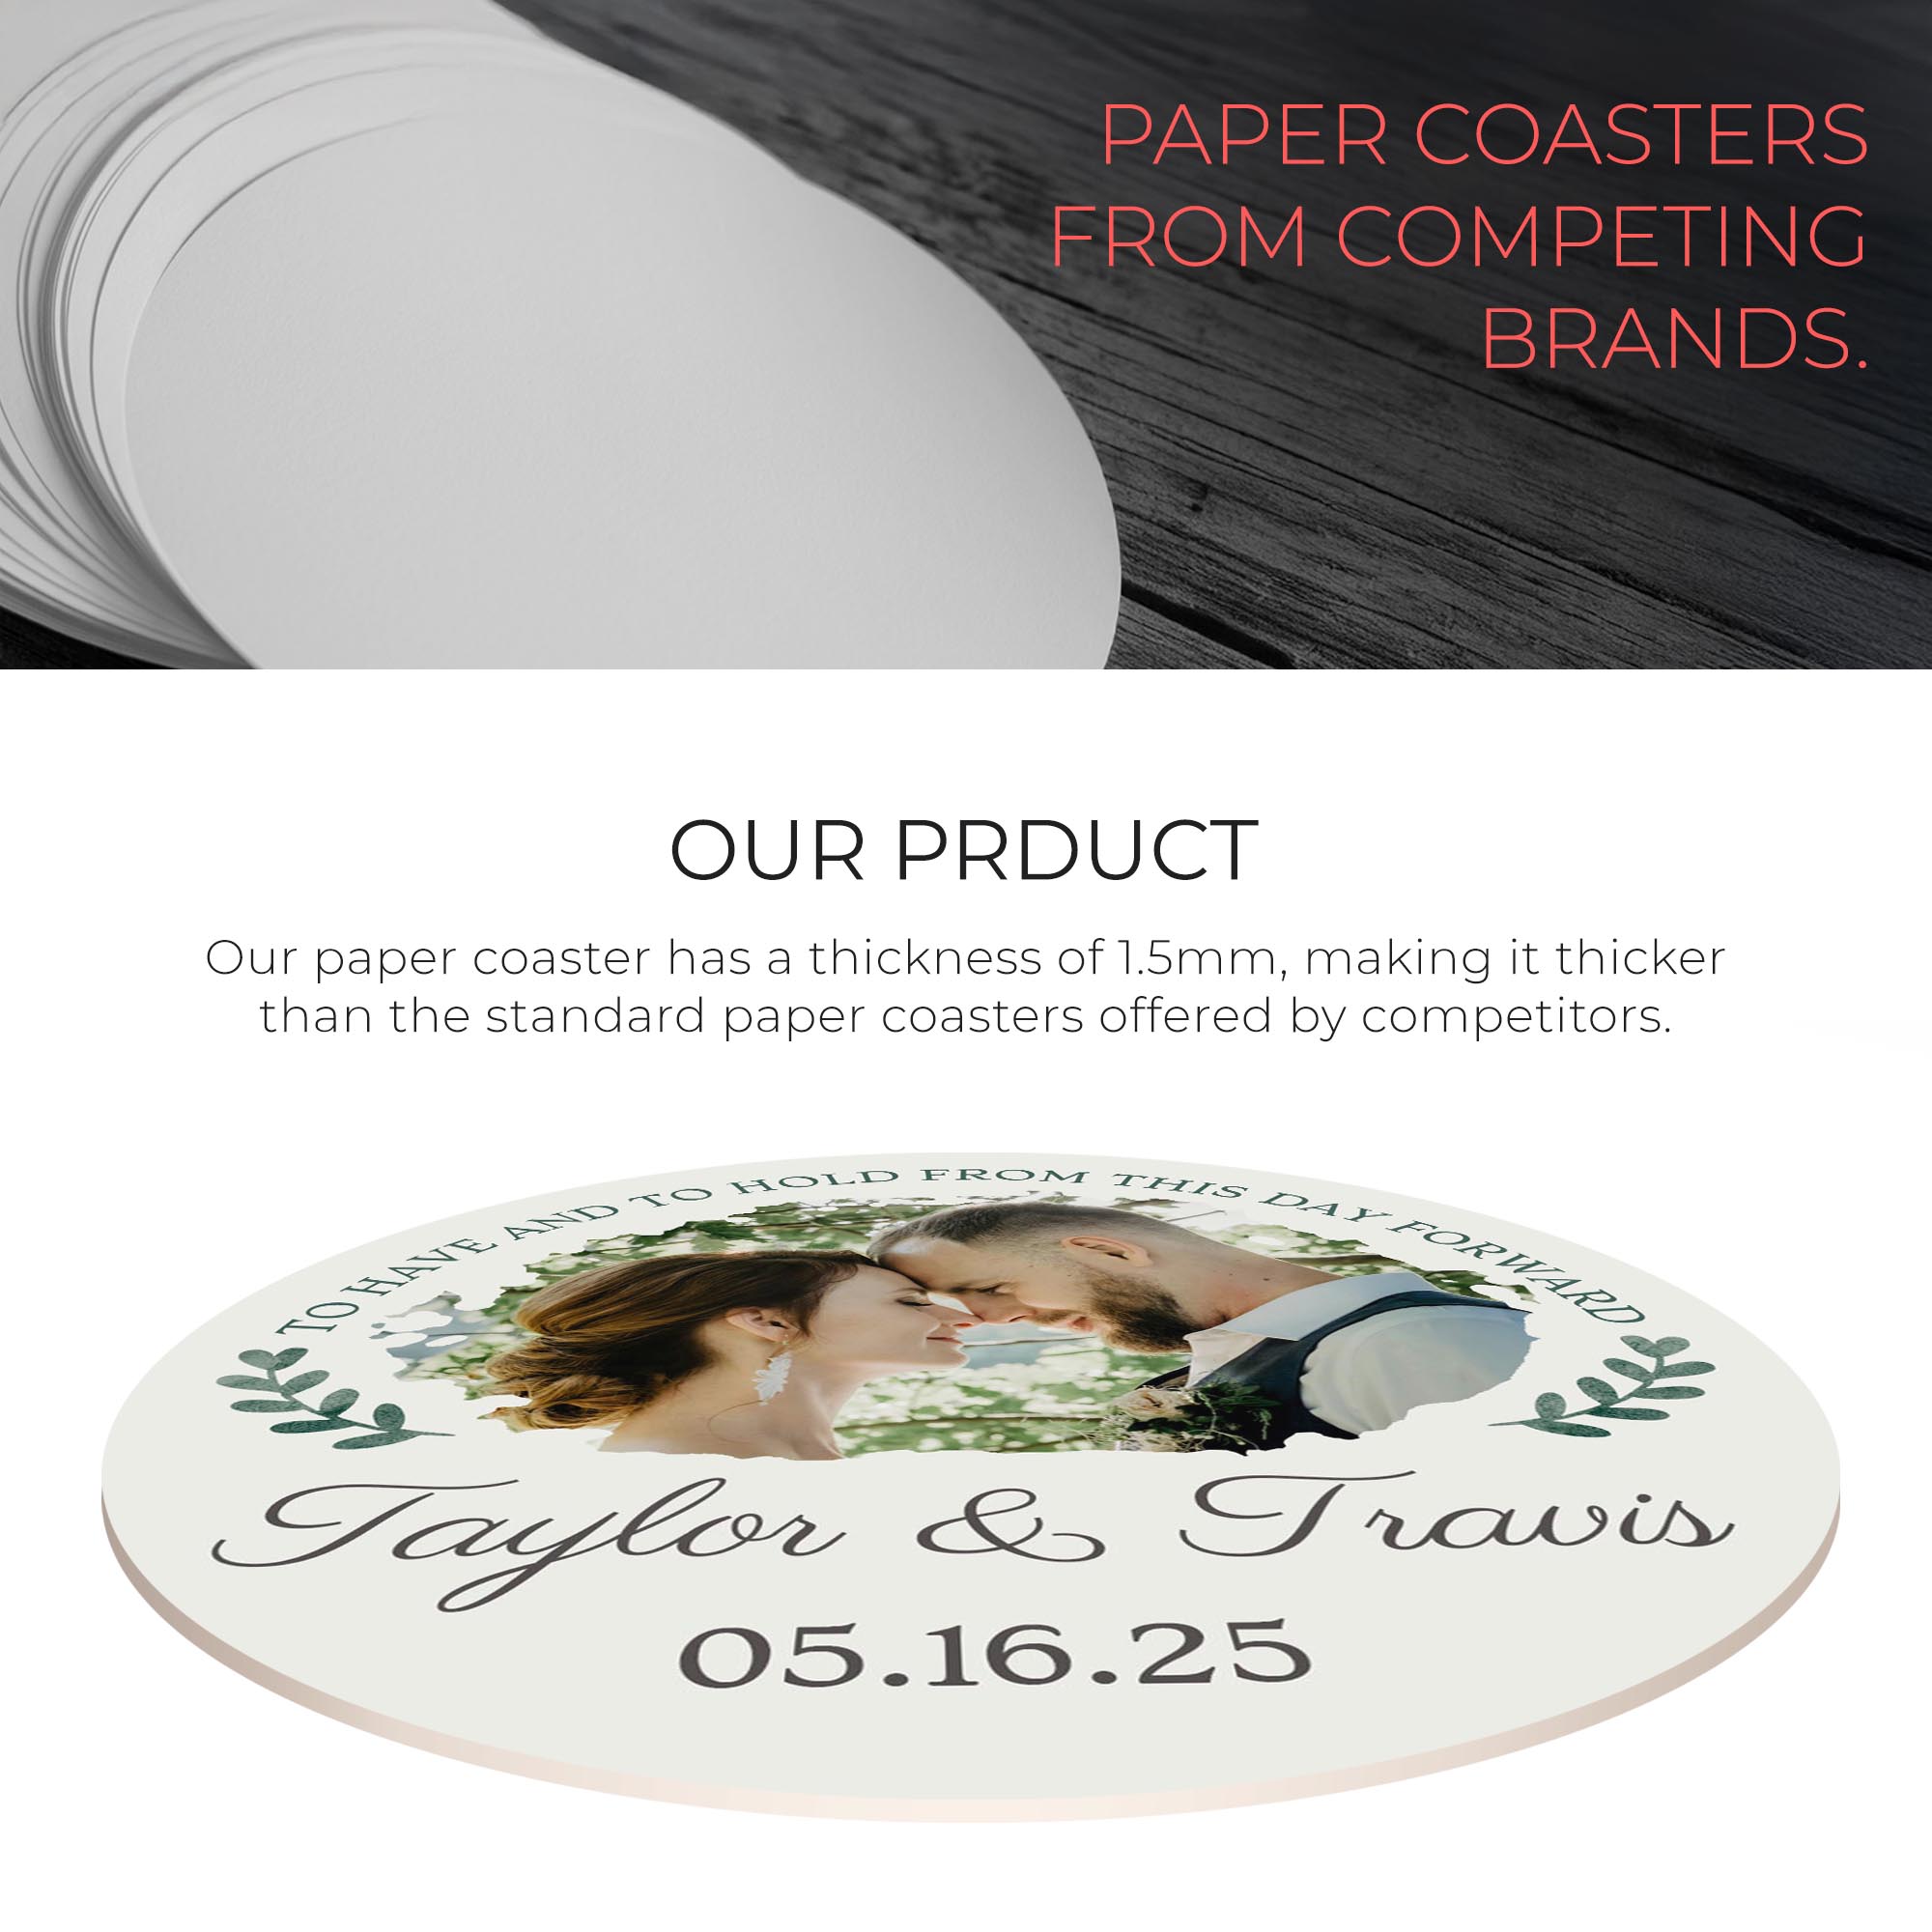 PAPER COASTERS
FROM COMPETING
BRANDS.
OUR PRDUCT
Our paper coaster has a thickness of 1.5mm, making it thicker
than the standard paper coasters offered by competitors.
TO HAVE AND TO HOLD FROM THIS DAY FORWARD
Taylor & Travis
05.16.25